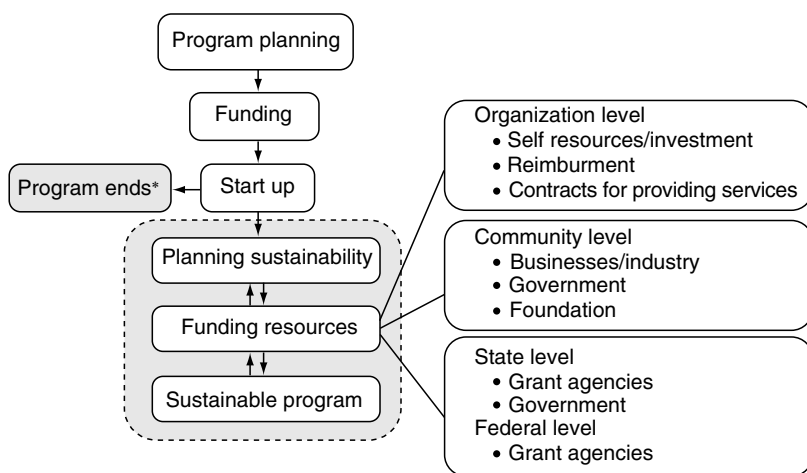 Program planning
Funding
Start up
Program ends*
Planning sustainability
Funding resources
Sustainable program
Organization level
• Self resources/investment
• Reimburment
• Contracts for providing services
Community level
• Businesses/industry
• Government
• Foundation
State level
• Grant agencies
• Government
Federal level
• Grant agencies